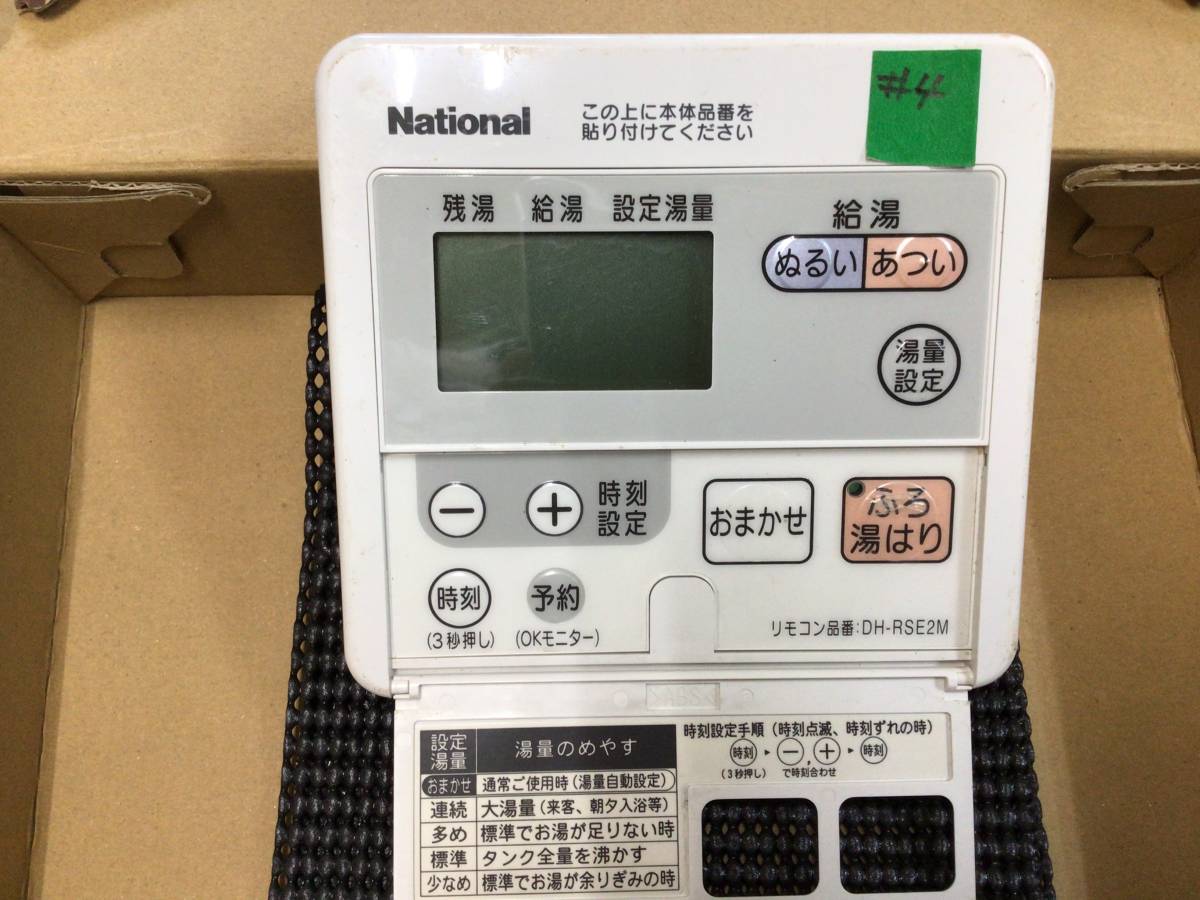 National
この上に本体品番を
貼り付けてください
#4
残湯 給湯 設定湯量
給湯
ぬるい あつい
湯量
設定
− + 時刻
設定
おまかせ
ふろ
湯はり
時刻
(3秒押し)
予約
(OKモニター)
リモコン品番:DH-RSE2M
>ABS<
設定
湯量
湯量のめやす
おまかせ 通常ご使用時(湯量自動設定)
連続 大湯量(来客、朝夕入浴等)
多め 標準でお湯が足りない時
標準 タンク全量を沸かす
少なめ 標準でお湯が余りぎみの時
時刻設定手順(時刻点滅、時刻ずれの時)
時刻 ▸ −,+ ▸ 時刻
(3秒押し) で時刻合わせ